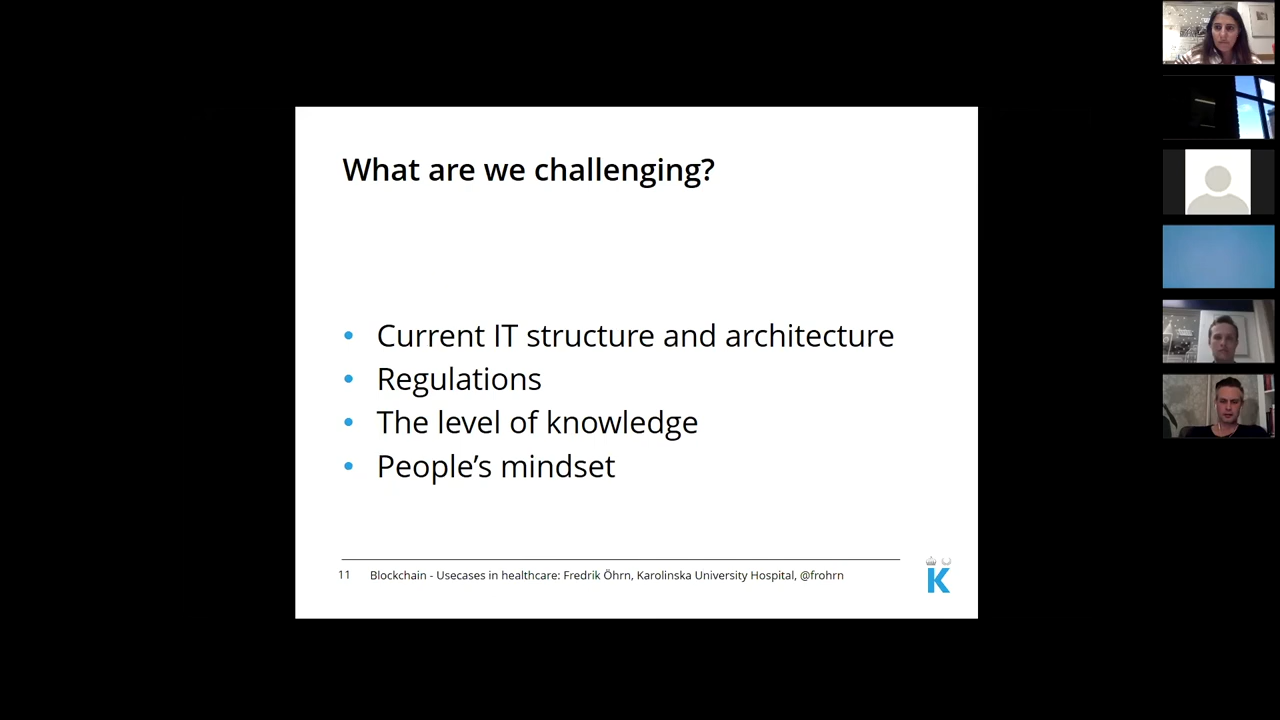 What are we challenging?
• Current IT structure and architecture
• Regulations
• The level of knowledge
• People’s mindset
11 Blockchain - Usecases in healthcare: Fredrik Öhrn, Karolinska University Hospital, @frohrn
K